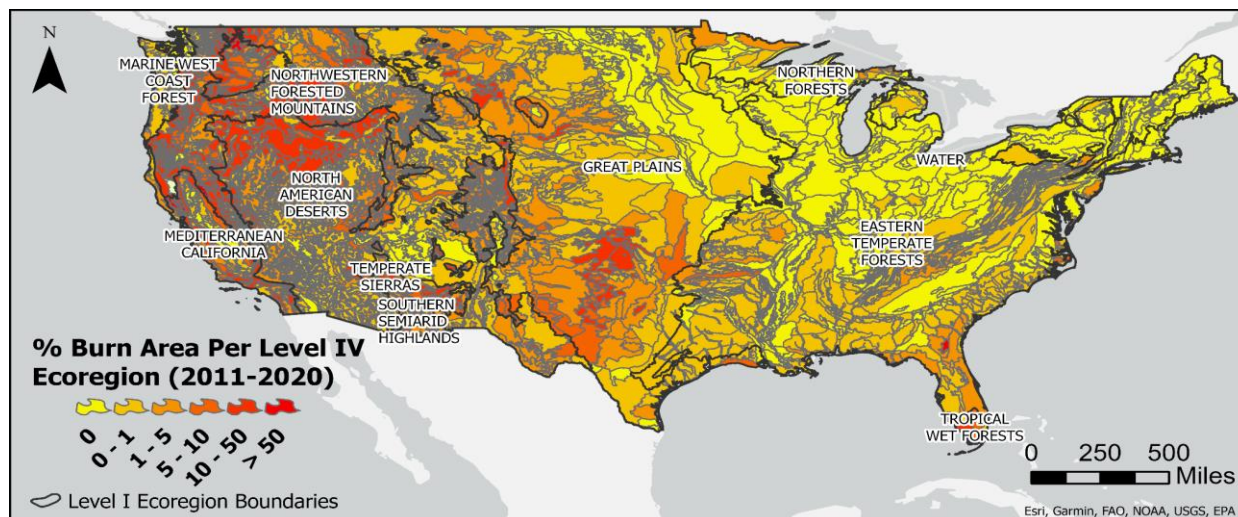 N
MARINE WEST
COAST
FOREST
NORTHWESTERN
FORESTED
MOUNTAINS
NORTHERN
FORESTS
GREAT PLAINS
WATER
NORTH
AMERICAN
DESERTS
EASTERN
TEMPERATE
FORESTS
MEDITERRANEAN
CALIFORNIA
TEMPERATE
SIERRAS
SOUTHERN
SEMIARID
HIGHLANDS
TROPICAL
WET FORESTS
% Burn Area Per Level IV
Ecoregion (2011-2020)
0
0 - 1
1 - 5
5 - 10
10 - 50
> 50
Level I Ecoregion Boundaries
0 250 500
Miles
Esri, Garmin, FAO, NOAA, USGS, EPA